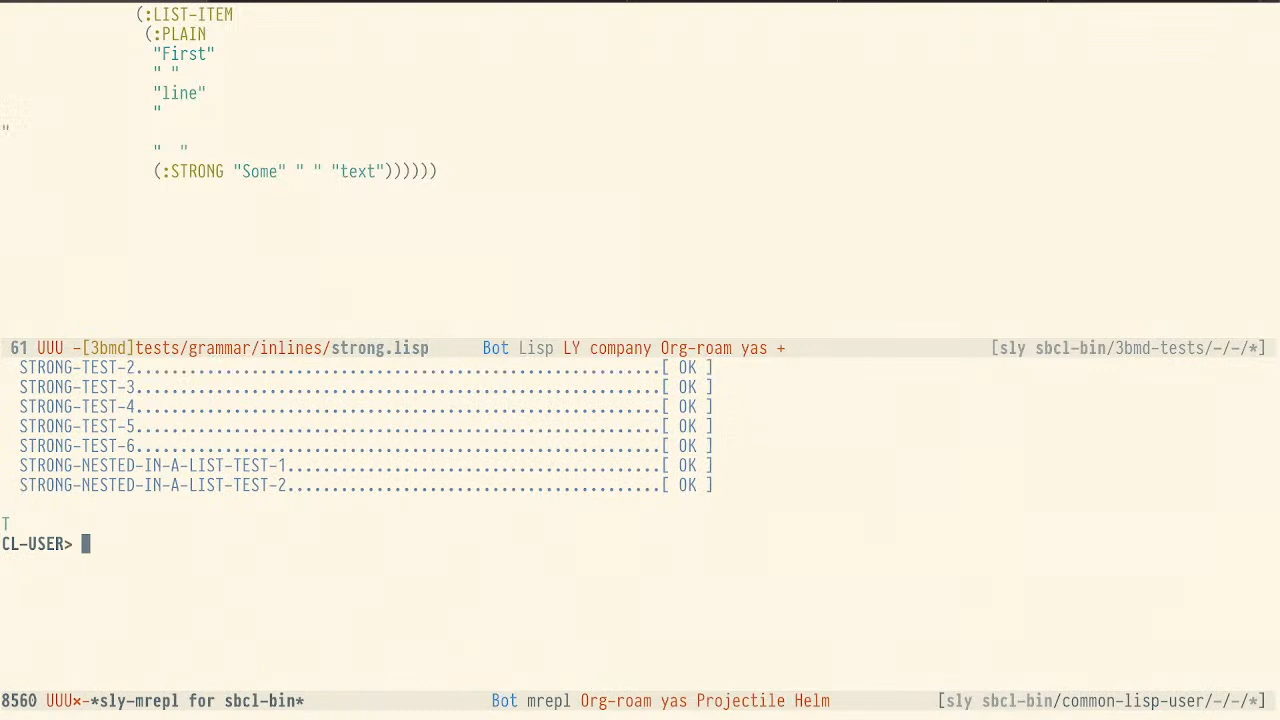 (:LIST-ITEM
(:PLAIN
"First"
" "
"line"
"
"
"  "
(:STRONG "Some" " " "text"))))))
61 UUU -[3bmd]tests/grammar/inlines/strong.lisp Bot Lisp LY company Org-roam yas + [sly sbcl-bin/3bmd-tests/-/-/*]
STRONG-TEST-2...........................................................[ OK ]
STRONG-TEST-3...........................................................[ OK ]
STRONG-TEST-4...........................................................[ OK ]
STRONG-TEST-5...........................................................[ OK ]
STRONG-TEST-6...........................................................[ OK ]
STRONG-NESTED-IN-A-LIST-TEST-1..........................................[ OK ]
STRONG-NESTED-IN-A-LIST-TEST-2..........................................[ OK ]
T
CL-USER>
8560 UUU×-*sly-mrepl for sbcl-bin* Bot mrepl Org-roam yas Projectile Helm [sly sbcl-bin/common-lisp-user/-/-/*]